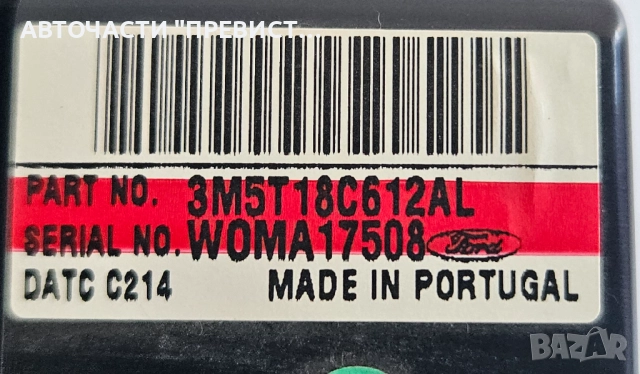 АВТОЧАСТИ "ПРЕВИСТ...
PART NO. 3M5T18C612AL
SERIAL NO. WOMA17508 Ford
DATC C214 MADE IN PORTUGAL
BAZAR